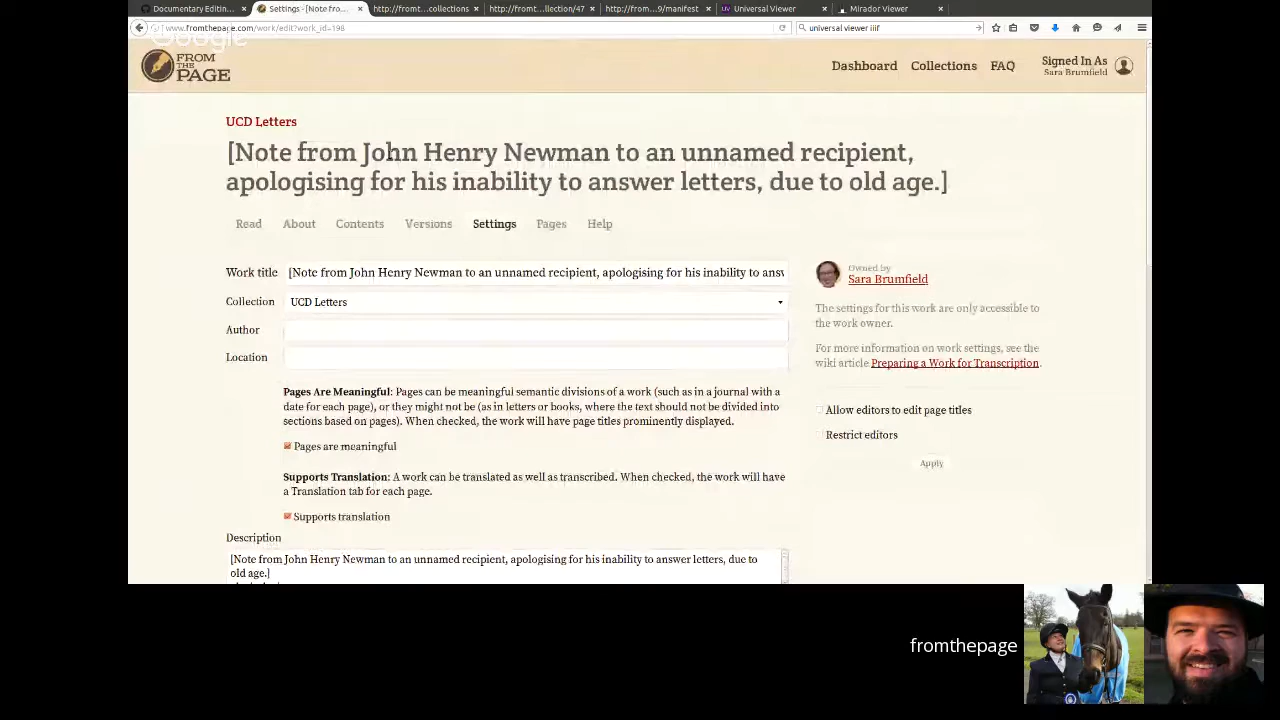 Documentary Editin...
Settings - [Note fro...
http://fromt...collections
http://fromt...llection/47
http://from...9/manifest
Universal Viewer
Mirador Viewer
www.fromthepage.com/work/edit?work_id=198
universal viewer iiif
Google
FROM
THE
PAGE
Dashboard
Collections
FAQ
Signed In As
Sara Brumfield
UCD Letters
[Note from John Henry Newman to an unnamed recipient,
apologising for his inability to answer letters, due to old age.]
Read
About
Contents
Versions
Settings
Pages
Help
Work title
[Note from John Henry Newman to an unnamed recipient, apologising for his inability to answ
Collection
UCD Letters
Author
Location
Pages Are Meaningful: Pages can be meaningful semantic divisions of a work (such as in a journal with a
date for each page), or they might not be (as in letters or books, where the text should not be divided into
sections based on pages). When checked, the work will have page titles prominently displayed.
Pages are meaningful
Supports Translation: A work can be translated as well as transcribed. When checked, the work will have
a Translation tab for each page.
Supports translation
Description
[Note from John Henry Newman to an unnamed recipient, apologising for his inability to answer letters, due to
old age.]
Owned by
Sara Brumfield
The settings for this work are only accessible to
the work owner.
For more information on work settings, see the
wiki article Preparing a Work for Transcription.
Allow editors to edit page titles
Restrict editors
Apply
fromthepage